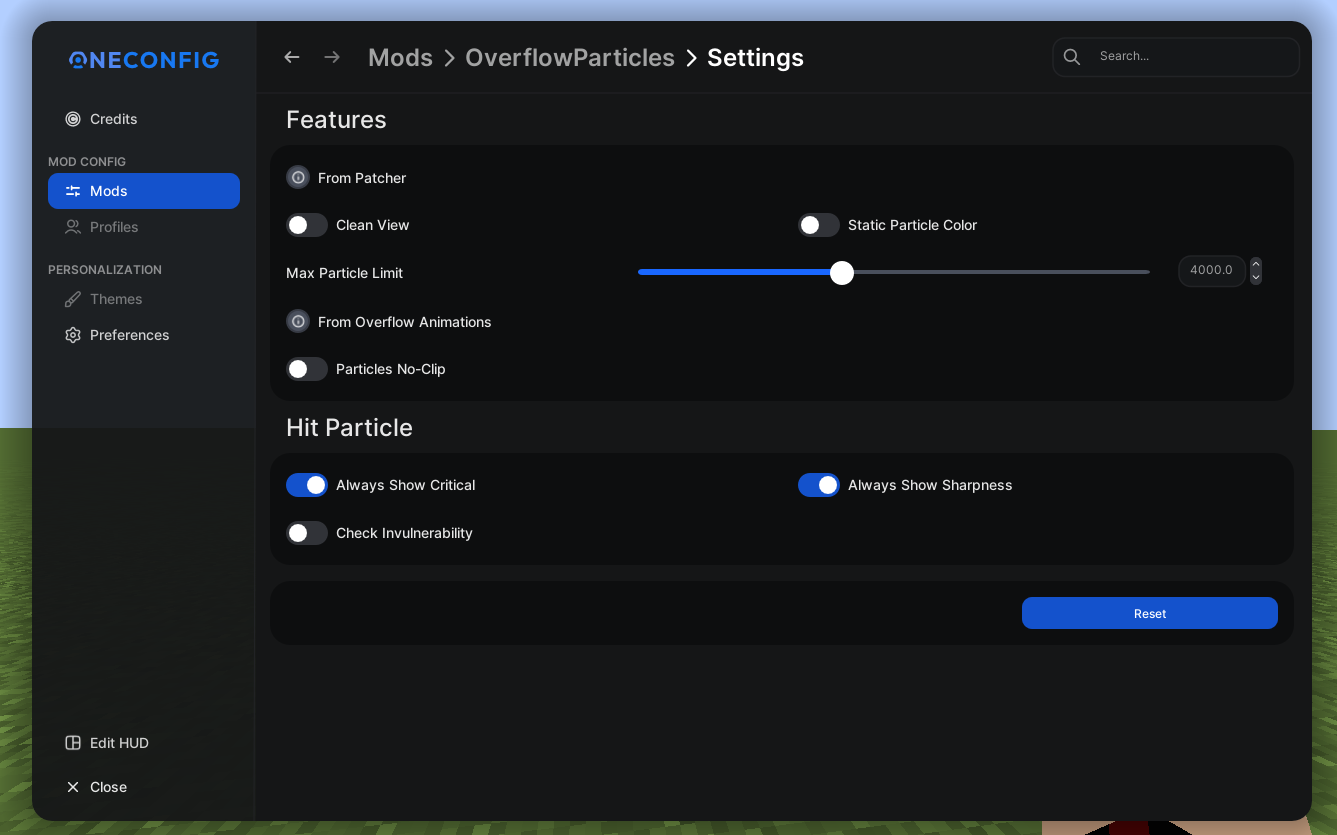 ONECONFIG
Credits
MOD CONFIG
Mods
Profiles
PERSONALIZATION
Themes
Preferences
Edit HUD
Close
Mods > OverflowParticles > Settings
Search...
Features
From Patcher
Clean View
Static Particle Color
Max Particle Limit
4000.0
From Overflow Animations
Particles No-Clip
Hit Particle
Always Show Critical
Always Show Sharpness
Check Invulnerability
Reset